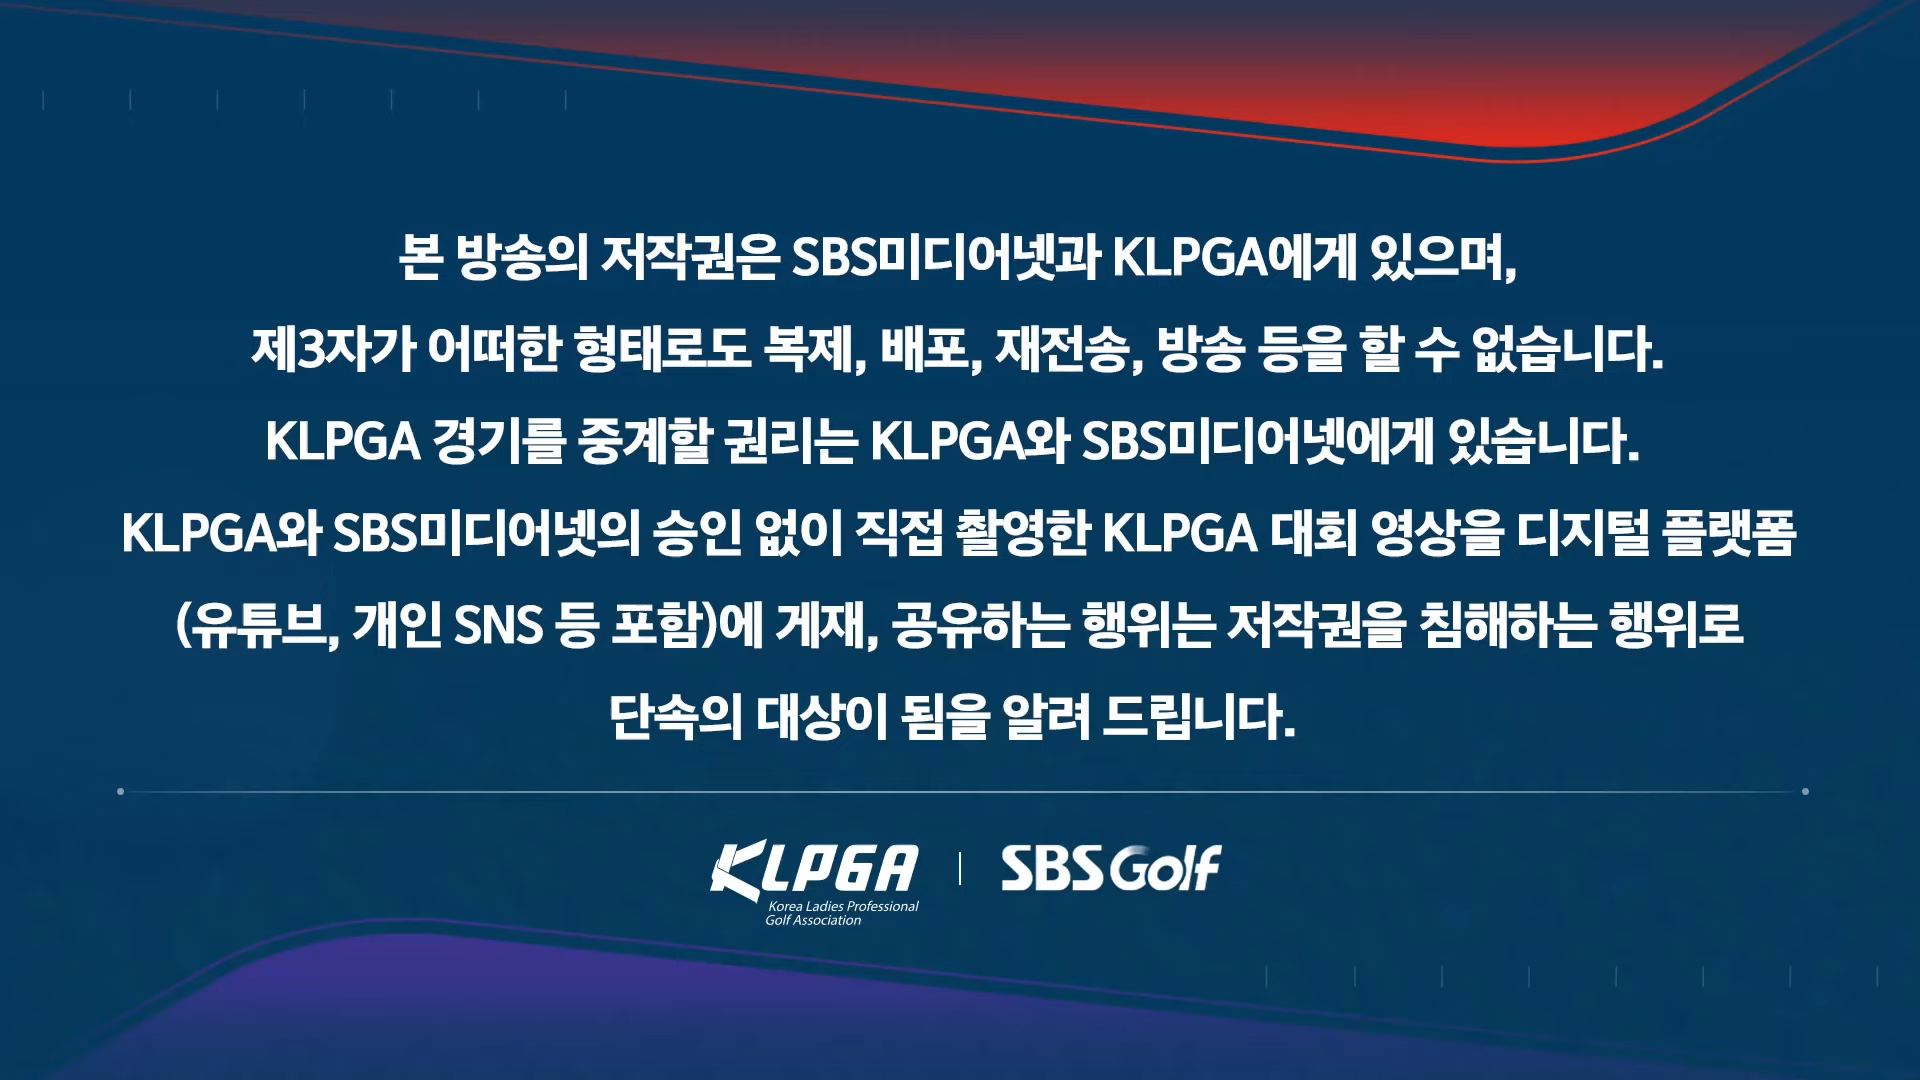 본 방송의 저작권은 SBS미디어넷과 KLPGA에게 있으며,
제3자가 어떠한 형태로도 복제, 배포, 재전송, 방송 등을 할 수 없습니다.
KLPGA 경기를 중계할 권리는 KLPGA와 SBS미디어넷에게 있습니다.
KLPGA와 SBS미디어넷의 승인 없이 직접 촬영한 KLPGA 대회 영상을 디지털 플랫폼
(유튜브, 개인 SNS 등 포함)에 게재, 공유하는 행위는 저작권을 침해하는 행위로
단속의 대상이 됨을 알려 드립니다.
KLPGA | SBS Golf
Korea Ladies Professional
Golf Association